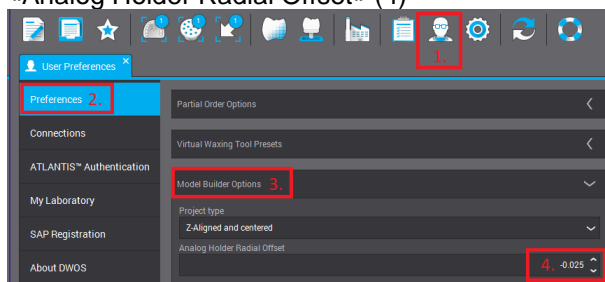 "Analog Holder Radial Offset" (4)
1.
User Preferences ×
Preferences 2.
Partial Order Options
Connections
Virtual Waxing Tool Presets
ATLANTIS™ Authentication
Model Builder Options 3.
My Laboratory
Project type
Z-Aligned and centered
SAP Registration
Analog Holder Radial Offset
About DWOS
4. -0.025